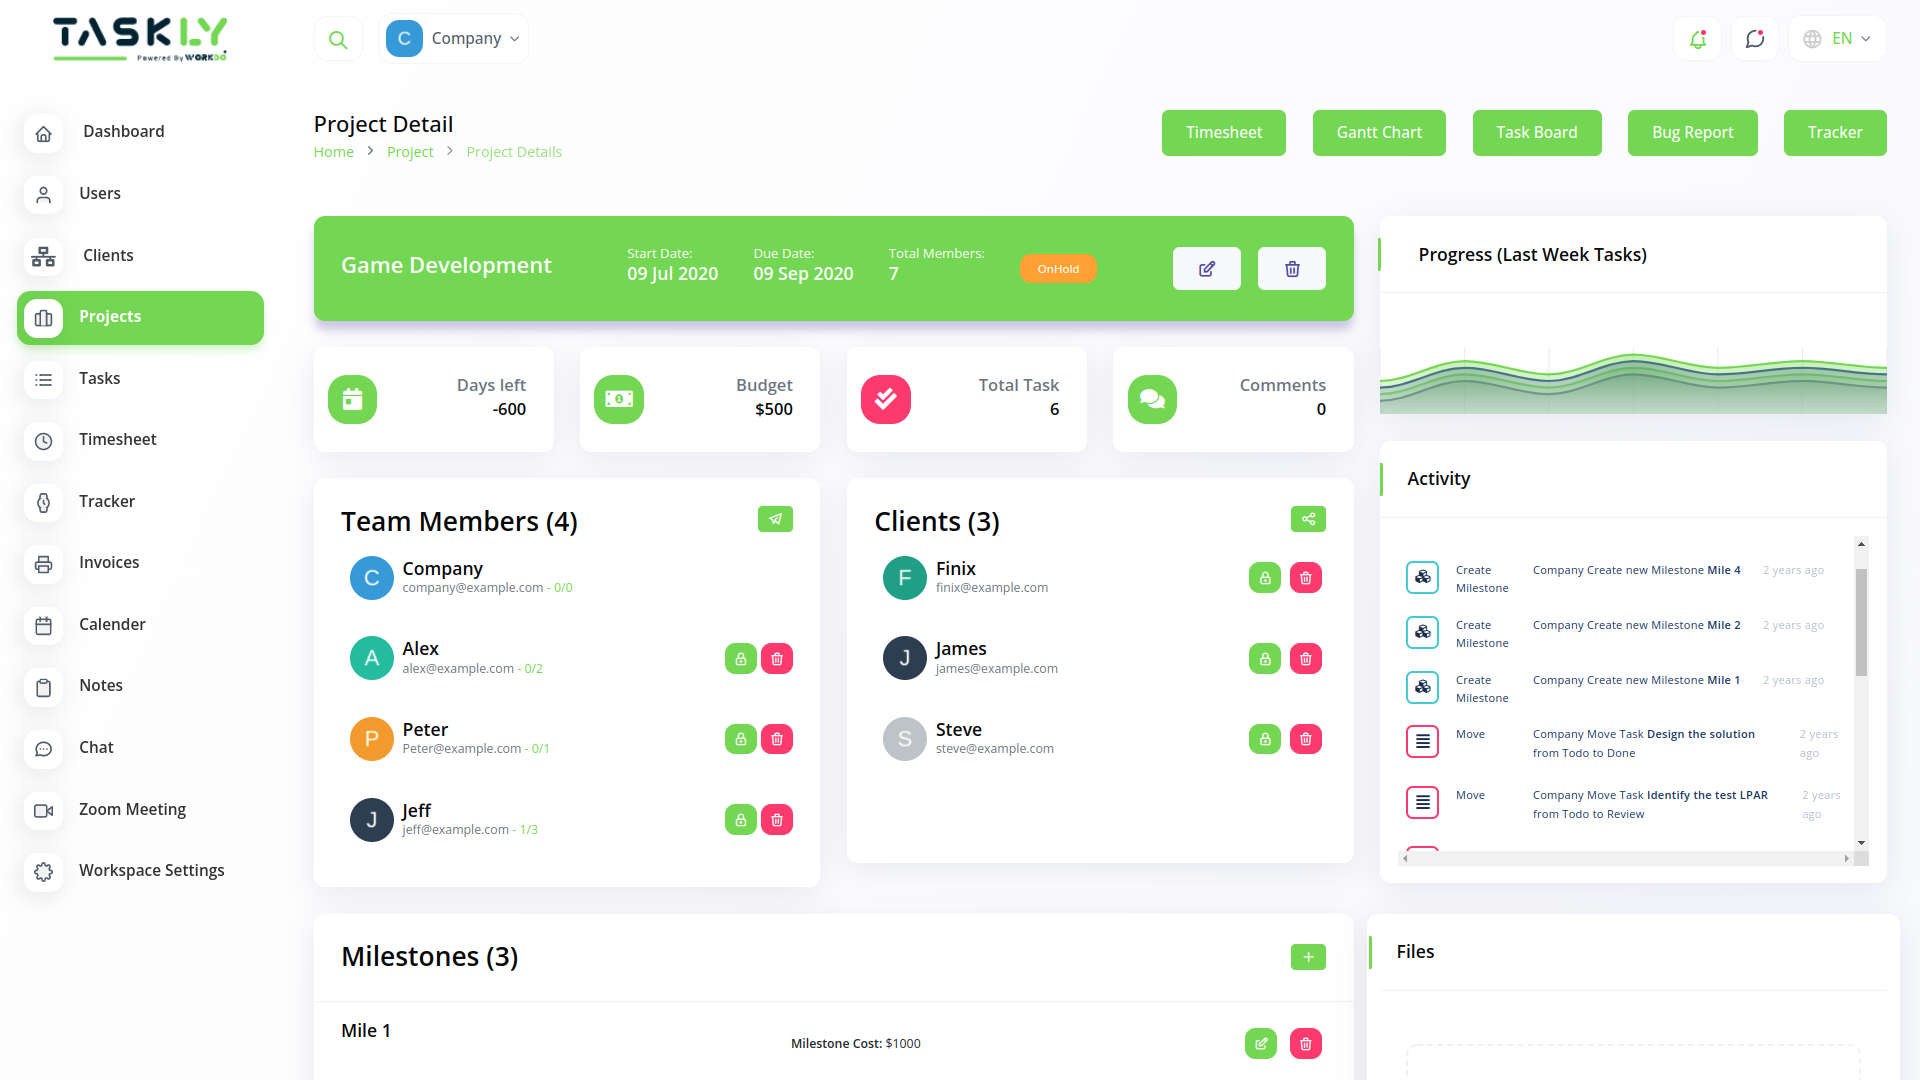 TASKLY
Powered By WORKDO
C Company
EN
Dashboard
Users
Clients
Projects
Tasks
Timesheet
Tracker
Invoices
Calender
Notes
Chat
Zoom Meeting
Workspace Settings
Project Detail
Home > Project > Project Details
Timesheet
Gantt Chart
Task Board
Bug Report
Tracker
Game Development
Start Date:
09 Jul 2020
Due Date:
09 Sep 2020
Total Members:
7
OnHold
Days left
-600
Budget
$500
Total Task
6
Comments
0
Team Members (4)
C
Company
company@example.com - 0/0
A
Alex
alex@example.com - 0/2
P
Peter
Peter@example.com - 0/1
J
Jeff
jeff@example.com - 1/3
Clients (3)
F
Finix
finix@example.com
J
James
james@example.com
S
Steve
steve@example.com
Milestones (3)
Mile 1
Milestone Cost: $1000
Progress (Last Week Tasks)
Activity
Create Milestone
Company Create new Milestone Mile 4
2 years ago
Create Milestone
Company Create new Milestone Mile 2
2 years ago
Create Milestone
Company Create new Milestone Mile 1
2 years ago
Move
Company Move Task Design the solution
from Todo to Done
2 years ago
Move
Company Move Task Identify the test LPAR
from Todo to Review
2 years ago
Files